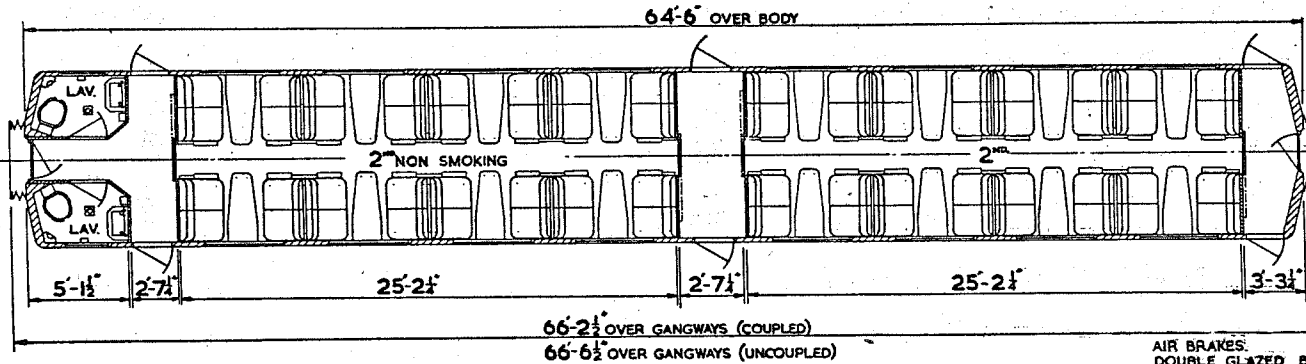 64'-6" OVER BODY
LAV.
2ND NON SMOKING
2ND
LAV.
5'-1½"
2'-7¼"
25'-2¼"
2'-7¼"
25'-2¼"
3'-3¼"
66'-2½" OVER GANGWAYS (COUPLED)
66'-6½" OVER GANGWAYS (UNCOUPLED)
AIR BRAKES.
DOUBLE GLAZED